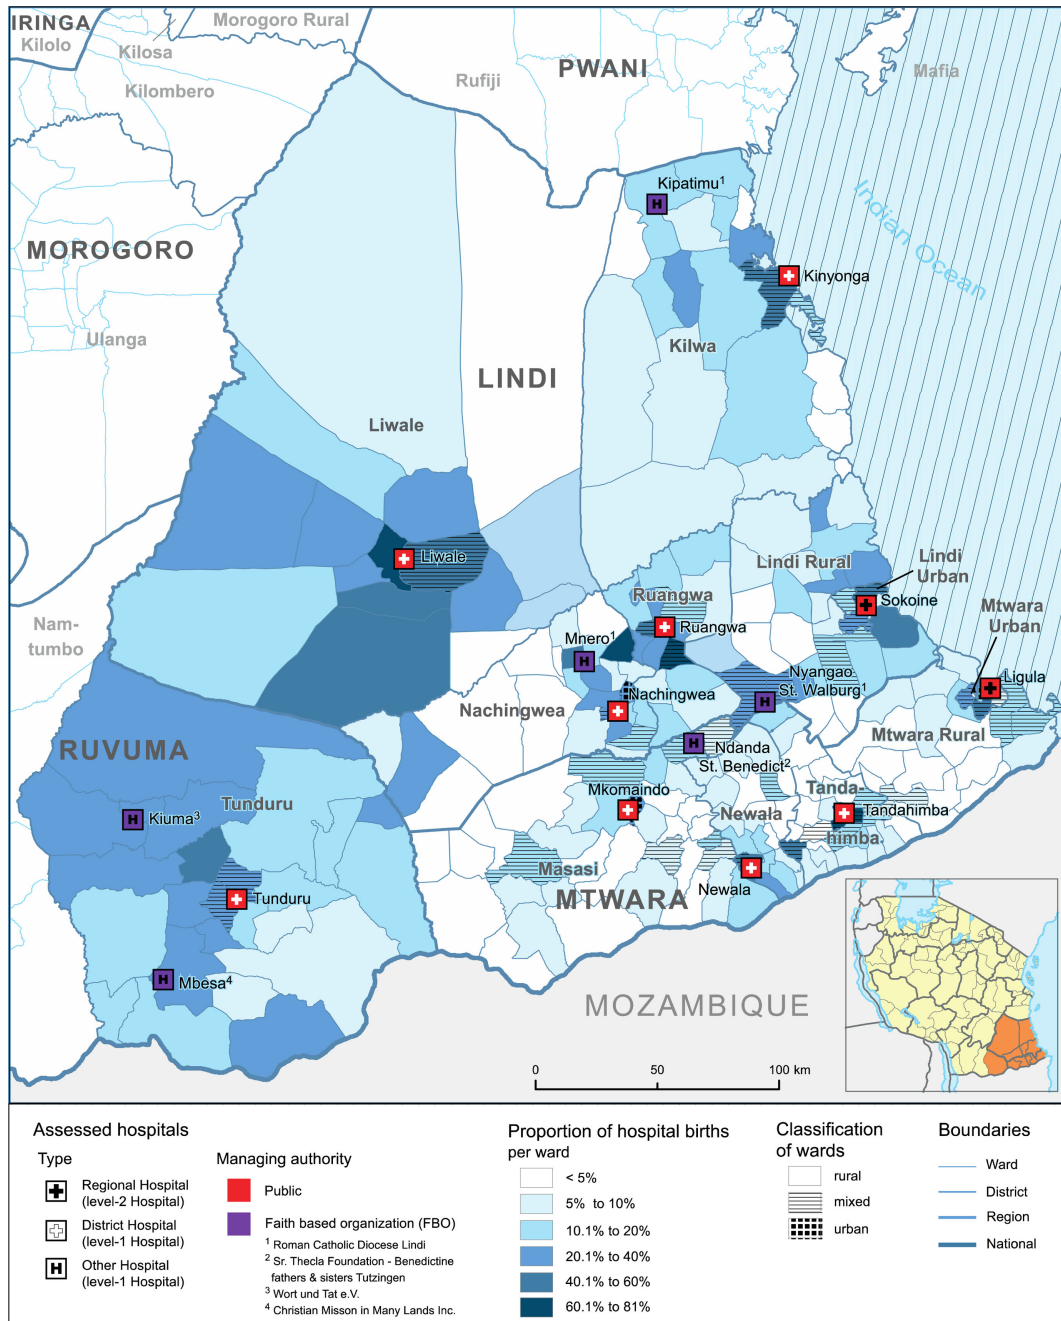 IRINGA
Kilolo
Morogoro Rural
Kilosa
Kilombero
PWANI
Rufiji
Mafia
Indian Ocean
Kipatimu1
MOROGORO
Kinyonga
Ulanga
Kilwa
LINDI
Liwale
Liwale
Lindi Rural
Lindi
Urban
Ruangwa
Sokoine
Mtwara
Urban
Nam-
tumbo
Mnero1
Ruangwa
Nyangao
St. Walburg1
Ligula
Nachingwea
Nachingwea
Mtwara Rural
RUVUMA
Ndanda
St. Benedict2
Tunduru
Mkomaindo
Tanda-
Kiuma3
Newala
Tandahimba
himba
Masasi
Newala
MTWARA
Tunduru
Mbesa4
MOZAMBIQUE
0 50 100 km
Assessed hospitals
Type
Regional Hospital
(level-2 Hospital)
District Hospital
(level-1 Hospital)
Other Hospital
(level-1 Hospital)
Managing authority
Public
Faith based organization (FBO)
1 Roman Catholic Diocese Lindi
2 Sr. Thecla Foundation - Benedictine
fathers & sisters Tutzingen
3 Wort und Tat e.V.
4 Christian Misson in Many Lands Inc.
Proportion of hospital births
per ward
< 5%
5% to 10%
10.1% to 20%
20.1% to 40%
40.1% to 60%
60.1% to 81%
Classification
of wards
rural
mixed
urban
Boundaries
Ward
District
Region
National